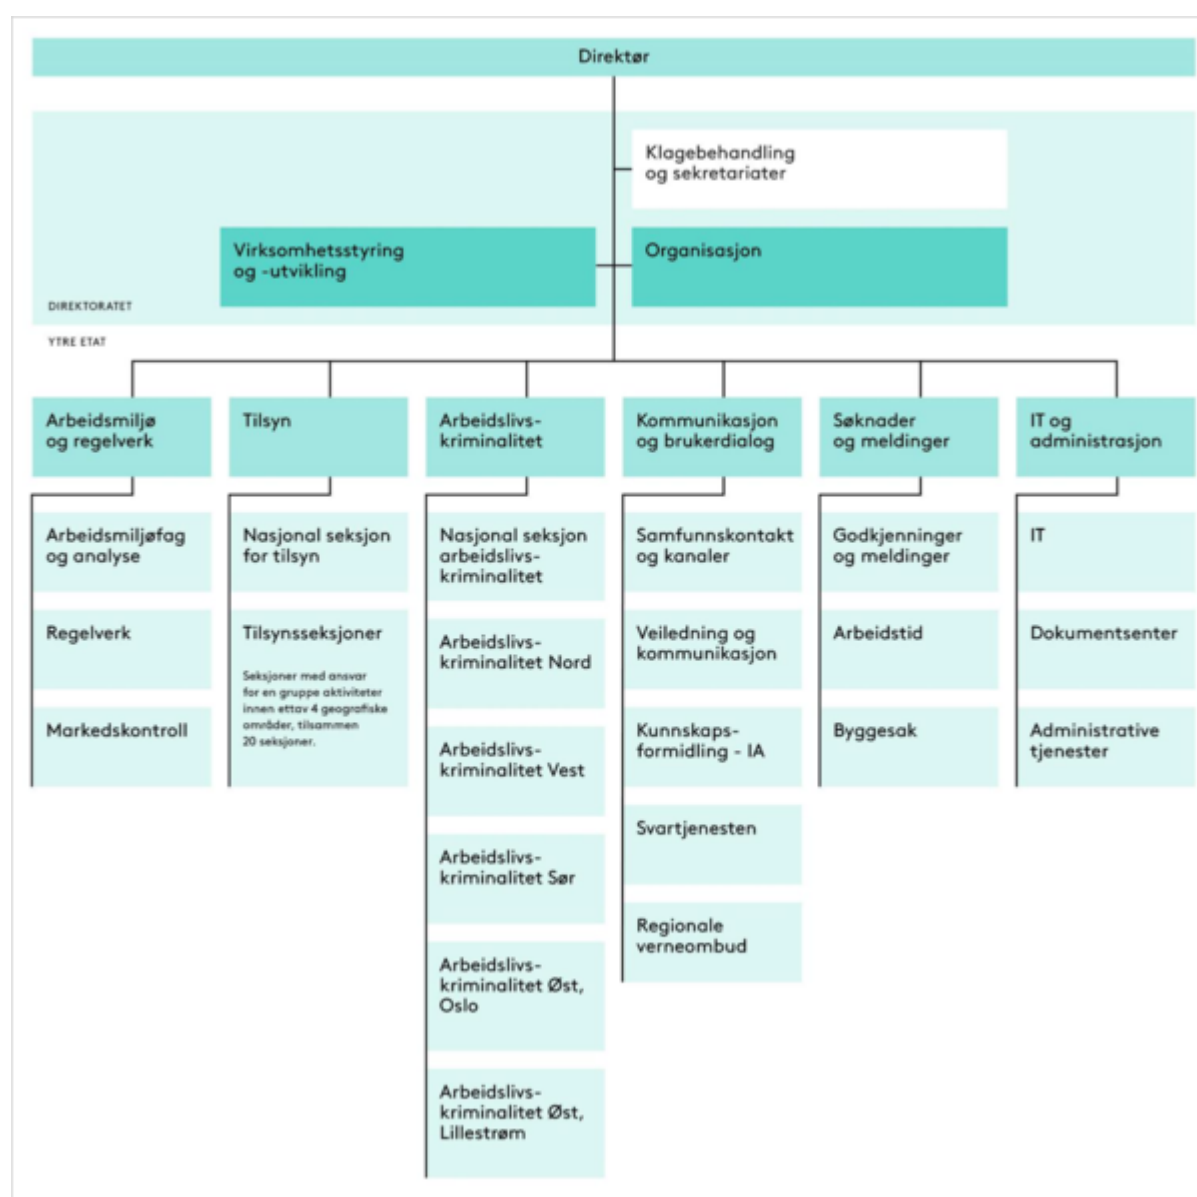 Direktør
Klagebehandling
og sekretariater
Virksomhetsstyring
og -utvikling
Organisasjon
DIREKTORATET
YTRE ETAT
Arbeidsmiljø
og regelverk
Arbeidsmiljøfag
og analyse
Regelverk
Markedskontroll
Tilsyn
Nasjonal seksjon
for tilsyn
Tilsynsseksjoner
Seksjoner med ansvar
for en gruppe aktiviteter
innen ettav 4 geografiske
områder, tilsammen
20 seksjoner.
Arbeidslivs-
kriminalitet
Nasjonal seksjon
arbeidslivs-
kriminalitet
Arbeidslivs-
kriminalitet Nord
Arbeidslivs-
kriminalitet Vest
Arbeidslivs-
kriminalitet Sør
Arbeidslivs-
kriminalitet Øst,
Oslo
Arbeidslivs-
kriminalitet Øst,
Lillestrøm
Kommunikasjon
og brukerdialog
Samfunnskontakt
og kanaler
Veiledning og
kommunikasjon
Kunnskaps-
formidling - IA
Svartjenesten
Regionale
verneombud
Søknader
og meldinger
Godkjenninger
og meldinger
Arbeidstid
Byggesak
IT og
administrasjon
IT
Dokumentsenter
Administrative
tjenester